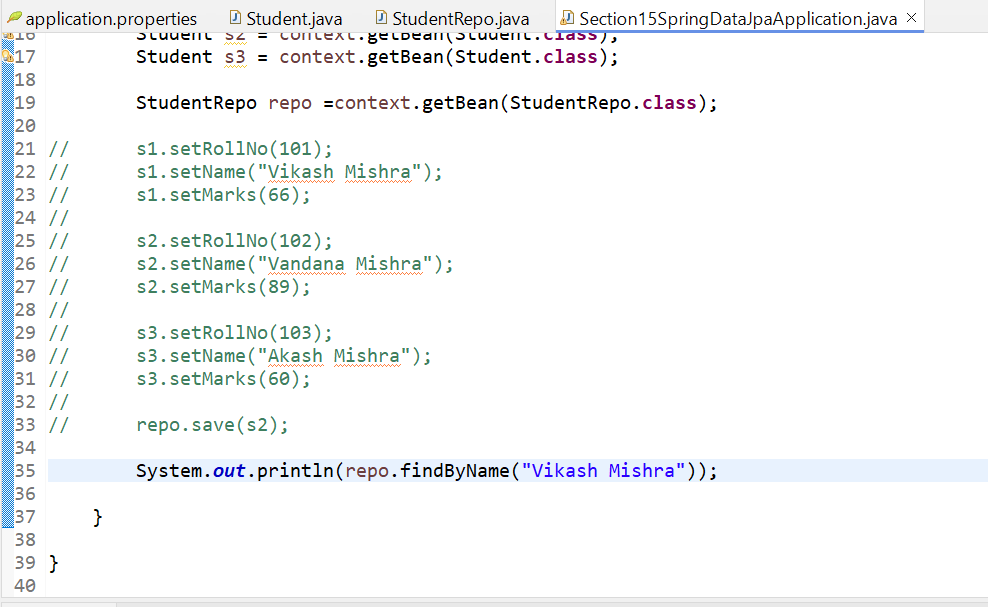 application.properties Student.java StudentRepo.java Section15SpringDataJpaApplication.java
16 Student s2 = context.getBean(Student.class);
17 Student s3 = context.getBean(Student.class);
18
19 StudentRepo repo =context.getBean(StudentRepo.class);
20
21 // s1.setRollNo(101);
22 // s1.setName("Vikash Mishra");
23 // s1.setMarks(66);
24 //
25 // s2.setRollNo(102);
26 // s2.setName("Vandana Mishra");
27 // s2.setMarks(89);
28 //
29 // s3.setRollNo(103);
30 // s3.setName("Akash Mishra");
31 // s3.setMarks(60);
32 //
33 // repo.save(s2);
34
35 System.out.println(repo.findByName("Vikash Mishra"));
36
37 }
38
39 }
40